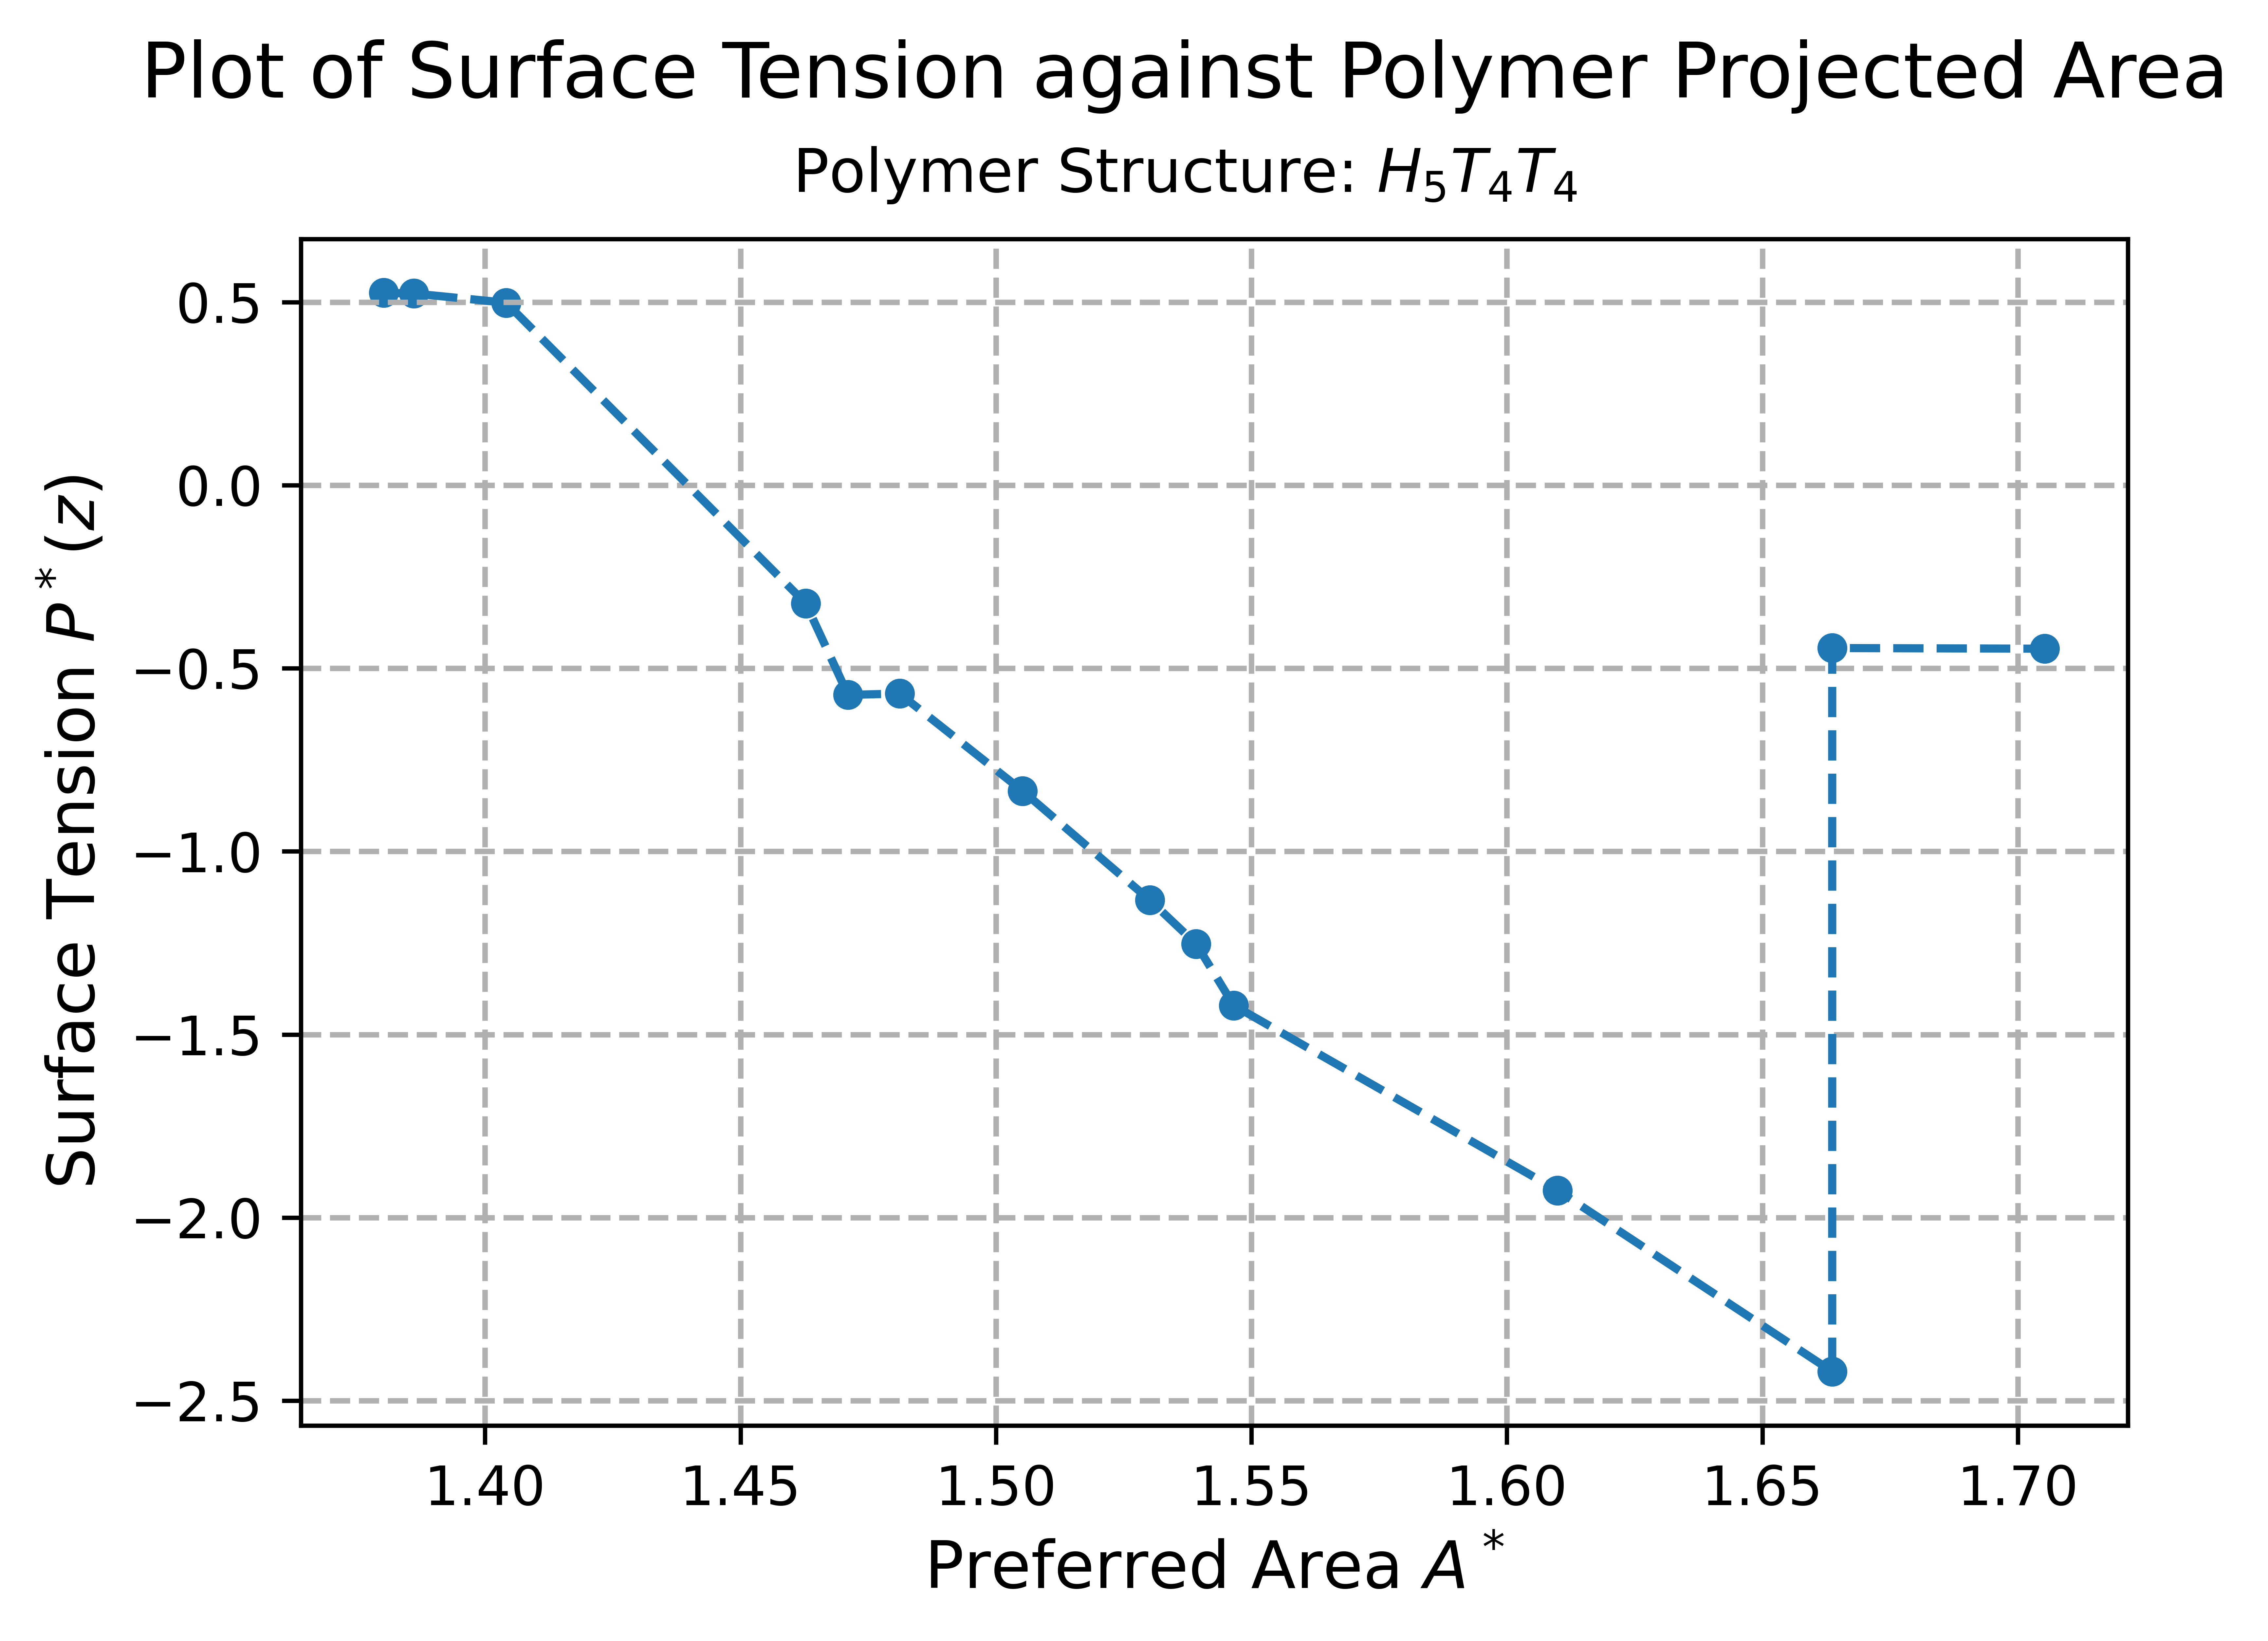 Plot of Surface Tension against Polymer Projected Area
Polymer Structure: H₅T₄T₄
Surface Tension P*(z)
0.5
0.0
−0.5
−1.0
−1.5
−2.0
−2.5
1.40 1.45 1.50 1.55 1.60 1.65 1.70
Preferred Area A*